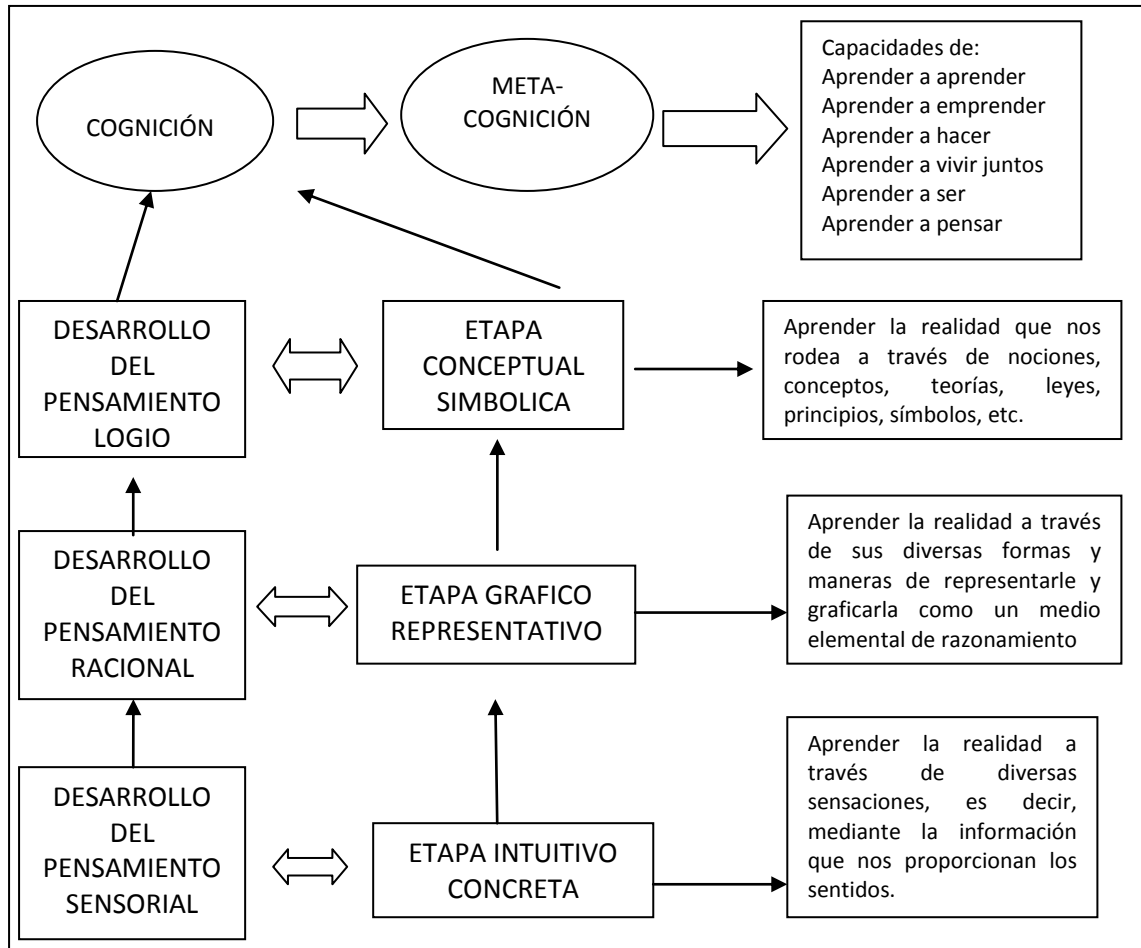 COGNICIÓN
META-
COGNICIÓN
Capacidades de:
Aprender a aprender
Aprender a emprender
Aprender a hacer
Aprender a vivir juntos
Aprender a ser
Aprender a pensar
DESARROLLO
DEL
PENSAMIENTO
LOGIO
ETAPA
CONCEPTUAL
SIMBOLICA
Aprender la realidad que nos
rodea a través de nociones,
conceptos, teorías, leyes,
principios, símbolos, etc.
DESARROLLO
DEL
PENSAMIENTO
RACIONAL
ETAPA GRAFICO
REPRESENTATIVO
Aprender la realidad a través
de sus diversas formas y
maneras de representarle y
graficarla como un medio
elemental de razonamiento
DESARROLLO
DEL
PENSAMIENTO
SENSORIAL
ETAPA INTUITIVO
CONCRETA
Aprender la realidad a
través de diversas
sensaciones, es decir,
mediante la información
que nos proporcionan los
sentidos.